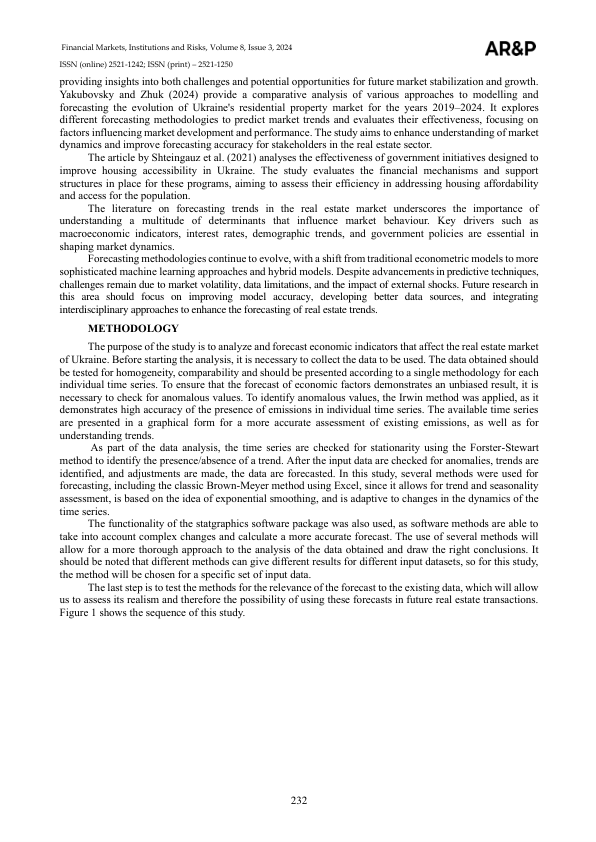 Financial Markets, Institutions and Risks, Volume 8, Issue 3, 2024
AR&P
ISSN (online) 2521-1242; ISSN (print) – 2521-1250
providing insights into both challenges and potential opportunities for future market stabilization and growth.
Yakubovsky and Zhuk (2024) provide a comparative analysis of various approaches to modelling and
forecasting the evolution of Ukraine's residential property market for the years 2019–2024. It explores
different forecasting methodologies to predict market trends and evaluates their effectiveness, focusing on
factors influencing market development and performance. The study aims to enhance understanding of market
dynamics and improve forecasting accuracy for stakeholders in the real estate sector.
The article by Shteingauz et al. (2021) analyses the effectiveness of government initiatives designed to
improve housing accessibility in Ukraine. The study evaluates the financial mechanisms and support
structures in place for these programs, aiming to assess their efficiency in addressing housing affordability
and access for the population.
The literature on forecasting trends in the real estate market underscores the importance of
understanding a multitude of determinants that influence market behaviour. Key drivers such as
macroeconomic indicators, interest rates, demographic trends, and government policies are essential in
shaping market dynamics.
Forecasting methodologies continue to evolve, with a shift from traditional econometric models to more
sophisticated machine learning approaches and hybrid models. Despite advancements in predictive techniques,
challenges remain due to market volatility, data limitations, and the impact of external shocks. Future research in
this area should focus on improving model accuracy, developing better data sources, and integrating
interdisciplinary approaches to enhance the forecasting of real estate trends.
METHODOLOGY
The purpose of the study is to analyze and forecast economic indicators that affect the real estate market
of Ukraine. Before starting the analysis, it is necessary to collect the data to be used. The data obtained should
be tested for homogeneity, comparability and should be presented according to a single methodology for each
individual time series. To ensure that the forecast of economic factors demonstrates an unbiased result, it is
necessary to check for anomalous values. To identify anomalous values, the Irwin method was applied, as it
demonstrates high accuracy of the presence of emissions in individual time series. The available time series
are presented in a graphical form for a more accurate assessment of existing emissions, as well as for
understanding trends.
As part of the data analysis, the time series are checked for stationarity using the Forster-Stewart
method to identify the presence/absence of a trend. After the input data are checked for anomalies, trends are
identified, and adjustments are made, the data are forecasted. In this study, several methods were used for
forecasting, including the classic Brown-Meyer method using Excel, since it allows for trend and seasonality
assessment, is based on the idea of exponential smoothing, and is adaptive to changes in the dynamics of the
time series.
The functionality of the statgraphics software package was also used, as software methods are able to
take into account complex changes and calculate a more accurate forecast. The use of several methods will
allow for a more thorough approach to the analysis of the data obtained and draw the right conclusions. It
should be noted that different methods can give different results for different input datasets, so for this study,
the method will be chosen for a specific set of input data.
The last step is to test the methods for the relevance of the forecast to the existing data, which will allow
us to assess its realism and therefore the possibility of using these forecasts in future real estate transactions.
Figure 1 shows the sequence of this study.
232